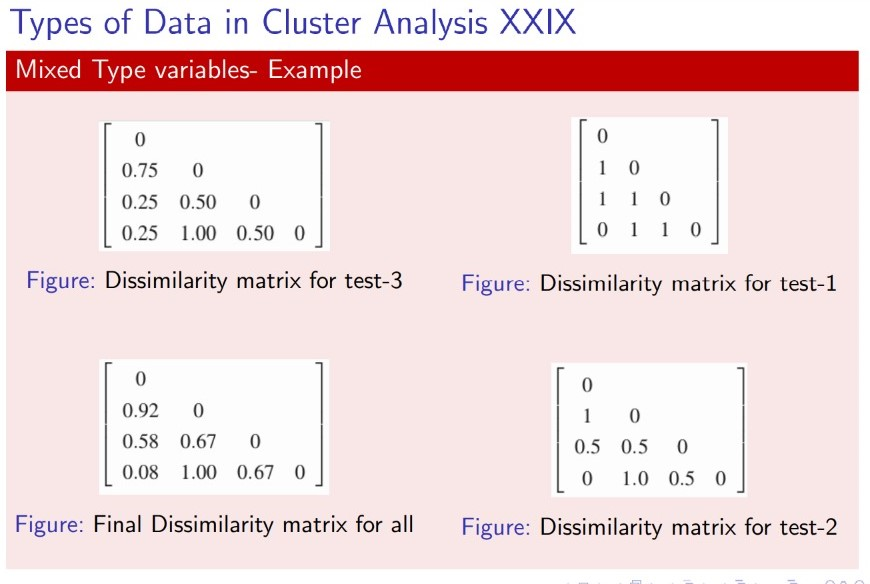 Types of Data in Cluster Analysis XXIX
Mixed Type variables- Example
0
0.75 0
0.25 0.50 0
0.25 1.00 0.50 0
Figure: Dissimilarity matrix for test-3
0
1 0
1 1 0
0 1 1 0
Figure: Dissimilarity matrix for test-1
0
0.92 0
0.58 0.67 0
0.08 1.00 0.67 0
Figure: Final Dissimilarity matrix for all
0
1 0
0.5 0.5 0
0 1.0 0.5 0
Figure: Dissimilarity matrix for test-2